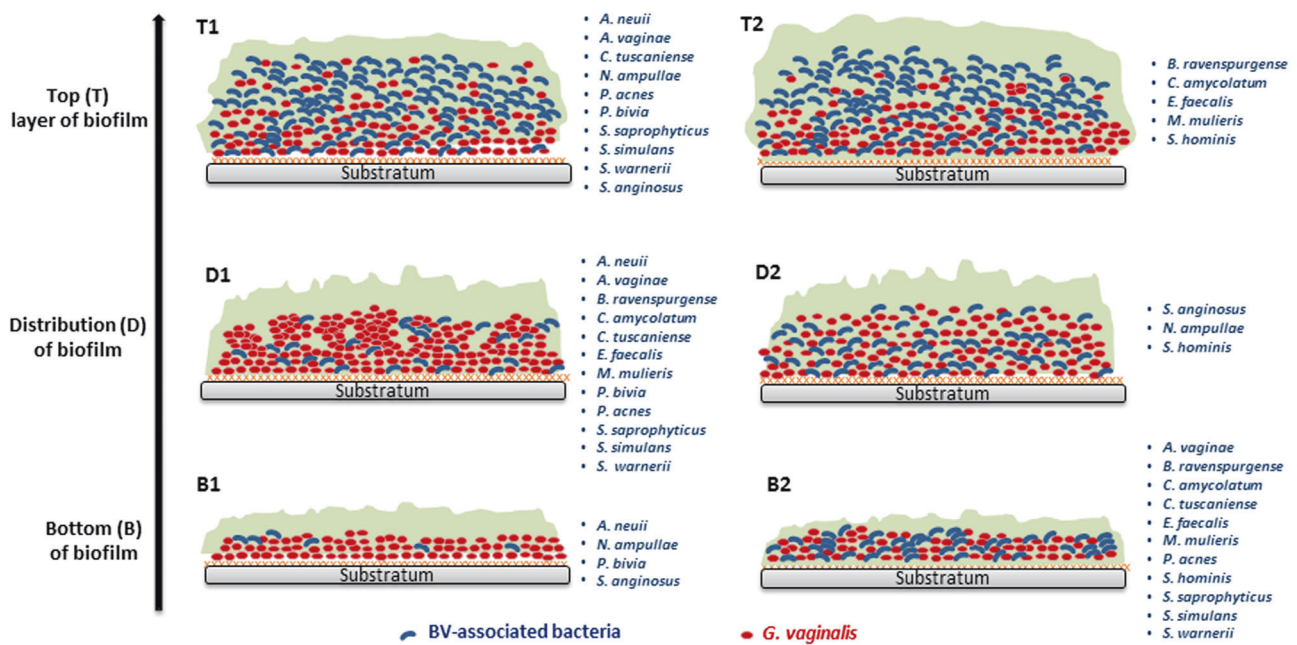 T1
• A. neuii
• A. vaginae
• C. tuscaniense
• N. ampullae
• P. acnes
• P. bivia
• S. saprophyticus
• S. simulans
• S. warnerii
• S. anginosus
Substratum
T2
• B. ravenspurgense
• C. amycolatum
• E. faecalis
• M. mulieris
• S. hominis
Substratum
Top (T)
layer of biofilm
D1
• A. neuii
• A. vaginae
• B. ravenspurgense
• C. amycolatum
• C. tuscaniense
• E. faecalis
• M. mulieris
• P. bivia
• P. acnes
• S. saprophyticus
• S. simulans
• S. warnerii
Substratum
D2
• S. anginosus
• N. ampullae
• S. hominis
Substratum
Distribution (D)
of biofilm
B1
• A. neuii
• N. ampullae
• P. bivia
• S. anginosus
Substratum
B2
• A. vaginae
• B. ravenspurgense
• C. amycolatum
• C. tuscaniense
• E. faecalis
• M. mulieris
• P. acnes
• S. hominis
• S. saprophyticus
• S. simulans
• S. warnerii
Substratum
Bottom (B)
of biofilm
BV-associated bacteria
G. vaginalis